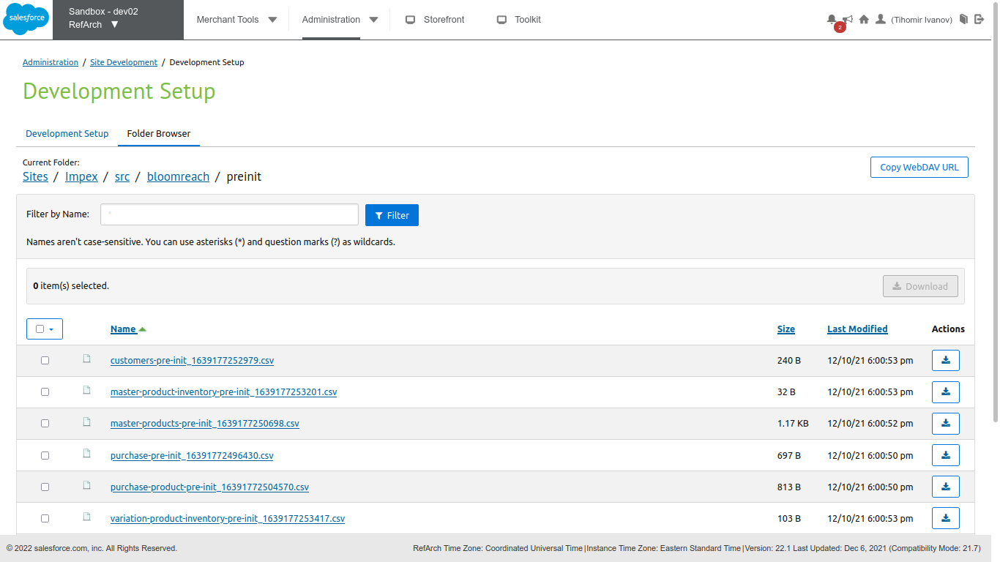 salesforce
Sandbox - dev02
RefArch ▼
Merchant Tools
Administration
Storefront
Toolkit
2
(Tihomir Ivanov)
Administration / Site Development / Development Setup
Development Setup
Development Setup
Folder Browser
Current Folder:
Sites / Impex / src / bloomreach / preinit
Copy WebDAV URL
Filter by Name:
*
Filter
Names aren't case-sensitive. You can use asterisks (*) and question marks (?) as wildcards.
0 item(s) selected.
Download
Name Size Last Modified Actions
customers-pre-init_1639177252979.csv 240 B 12/10/21 6:00:53 pm
master-product-inventory-pre-init_1639177253201.csv 32 B 12/10/21 6:00:53 pm
master-products-pre-init_1639177250698.csv 1.17 KB 12/10/21 6:00:52 pm
purchase-pre-init_16391772496430.csv 697 B 12/10/21 6:00:50 pm
purchase-product-pre-init_16391772504570.csv 813 B 12/10/21 6:00:50 pm
variation-product-inventory-pre-init_1639177253417.csv 103 B 12/10/21 6:00:53 pm
© 2022 salesforce.com, inc. All Rights Reserved.
RefArch Time Zone: Coordinated Universal Time|Instance Time Zone: Eastern Standard Time|Version: 22.1 Last Updated: Dec 6, 2021 (Compatibility Mode: 21.7)